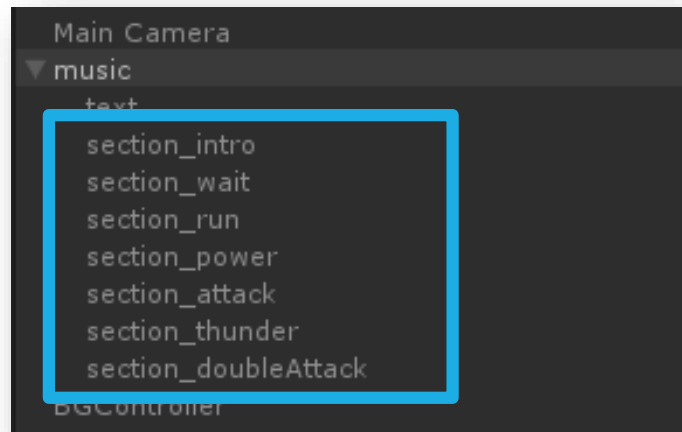 Main Camera
music
text
section_intro
section_wait
section_run
section_power
section_attack
section_thunder
section_doubleAttack
BGController